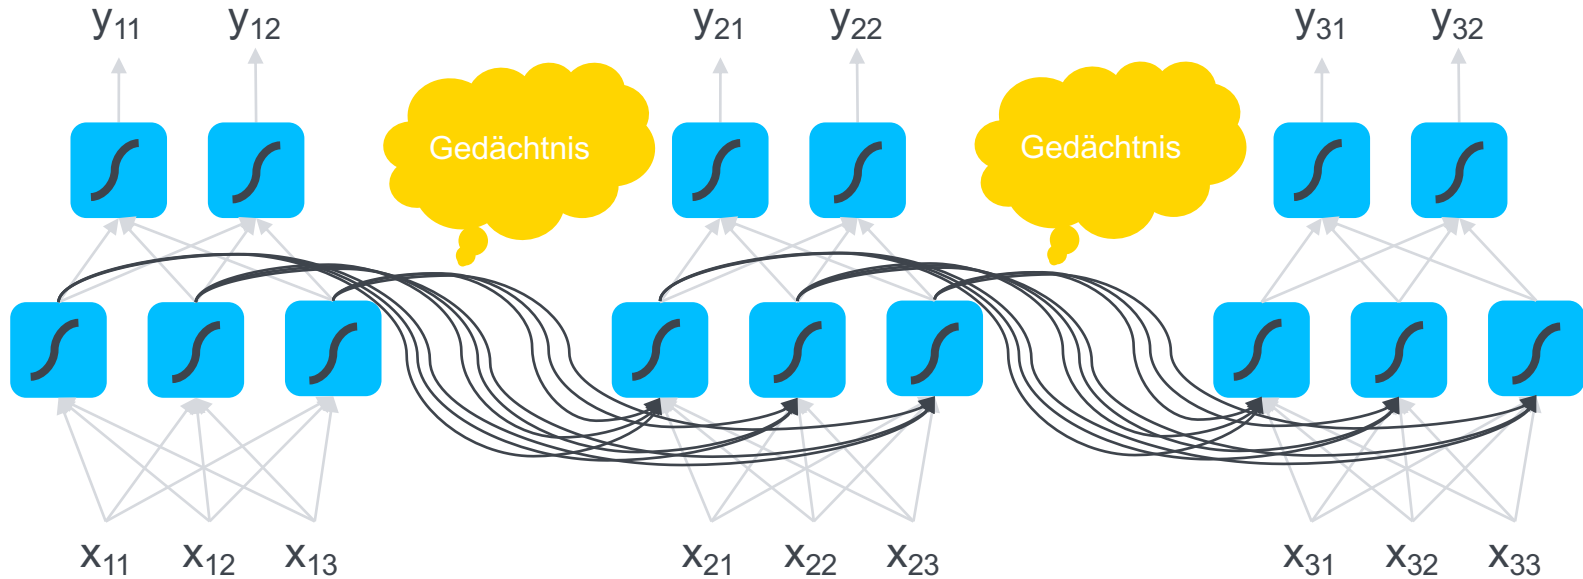 y11 y12 y21 y22 y31 y32
Gedächtnis Gedächtnis
x11 x12 x13 x21 x22 x23 x31 x32 x33